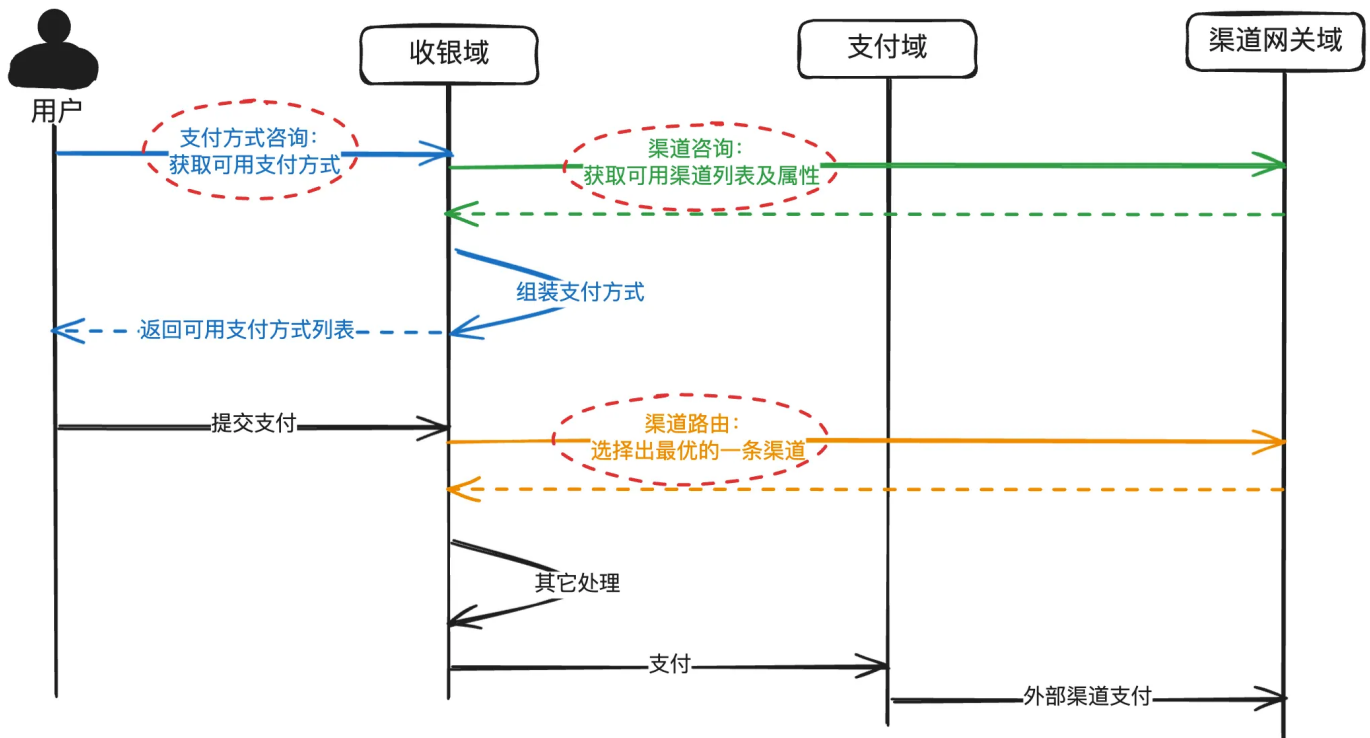 用户
收银域
支付域
渠道网关域
支付方式咨询：
获取可用支付方式
渠道咨询：
获取可用渠道列表及属性
组装支付方式
返回可用支付方式列表
提交支付
渠道路由：
选择出最优的一条渠道
其它处理
支付
外部渠道支付